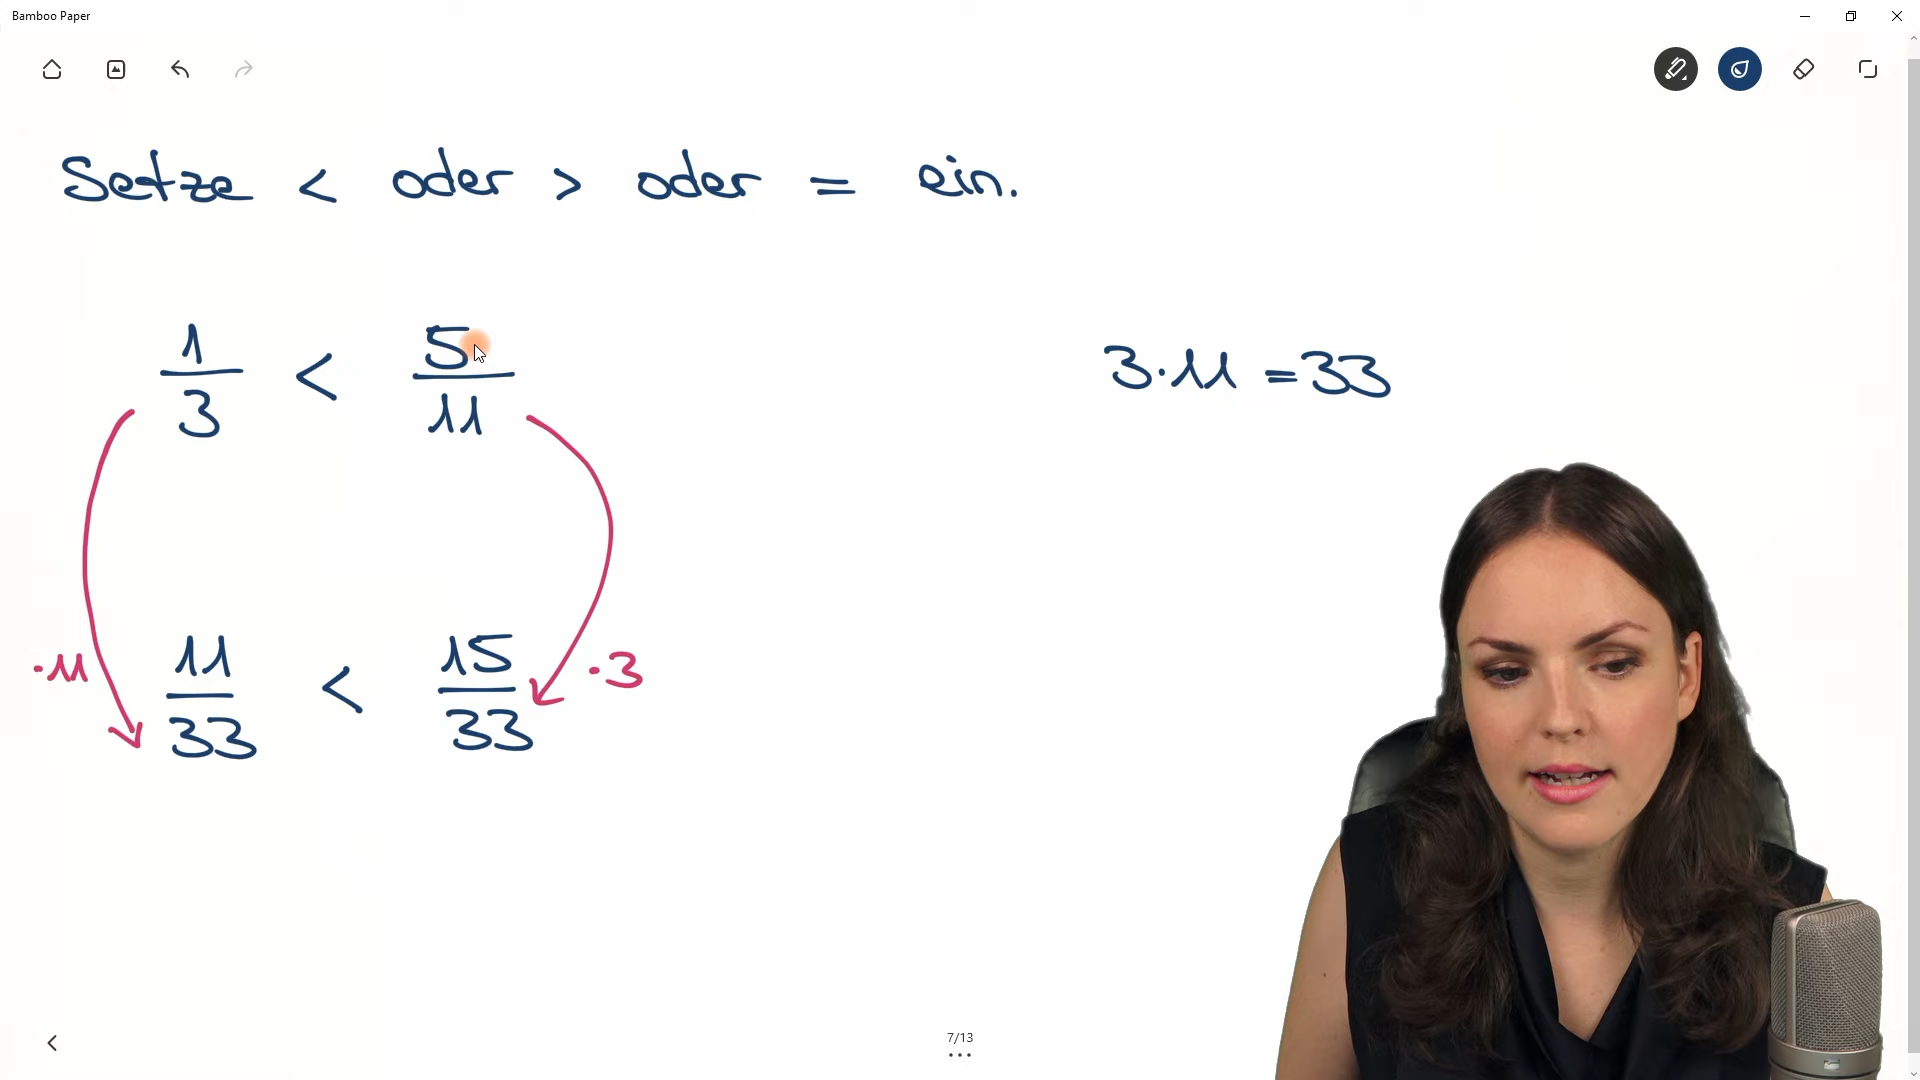 Bamboo Paper
Setze < oder > oder = ein.
1/3 < 5/11
3·11 = 33
·11
11/33 < 15/33
·3
7/13